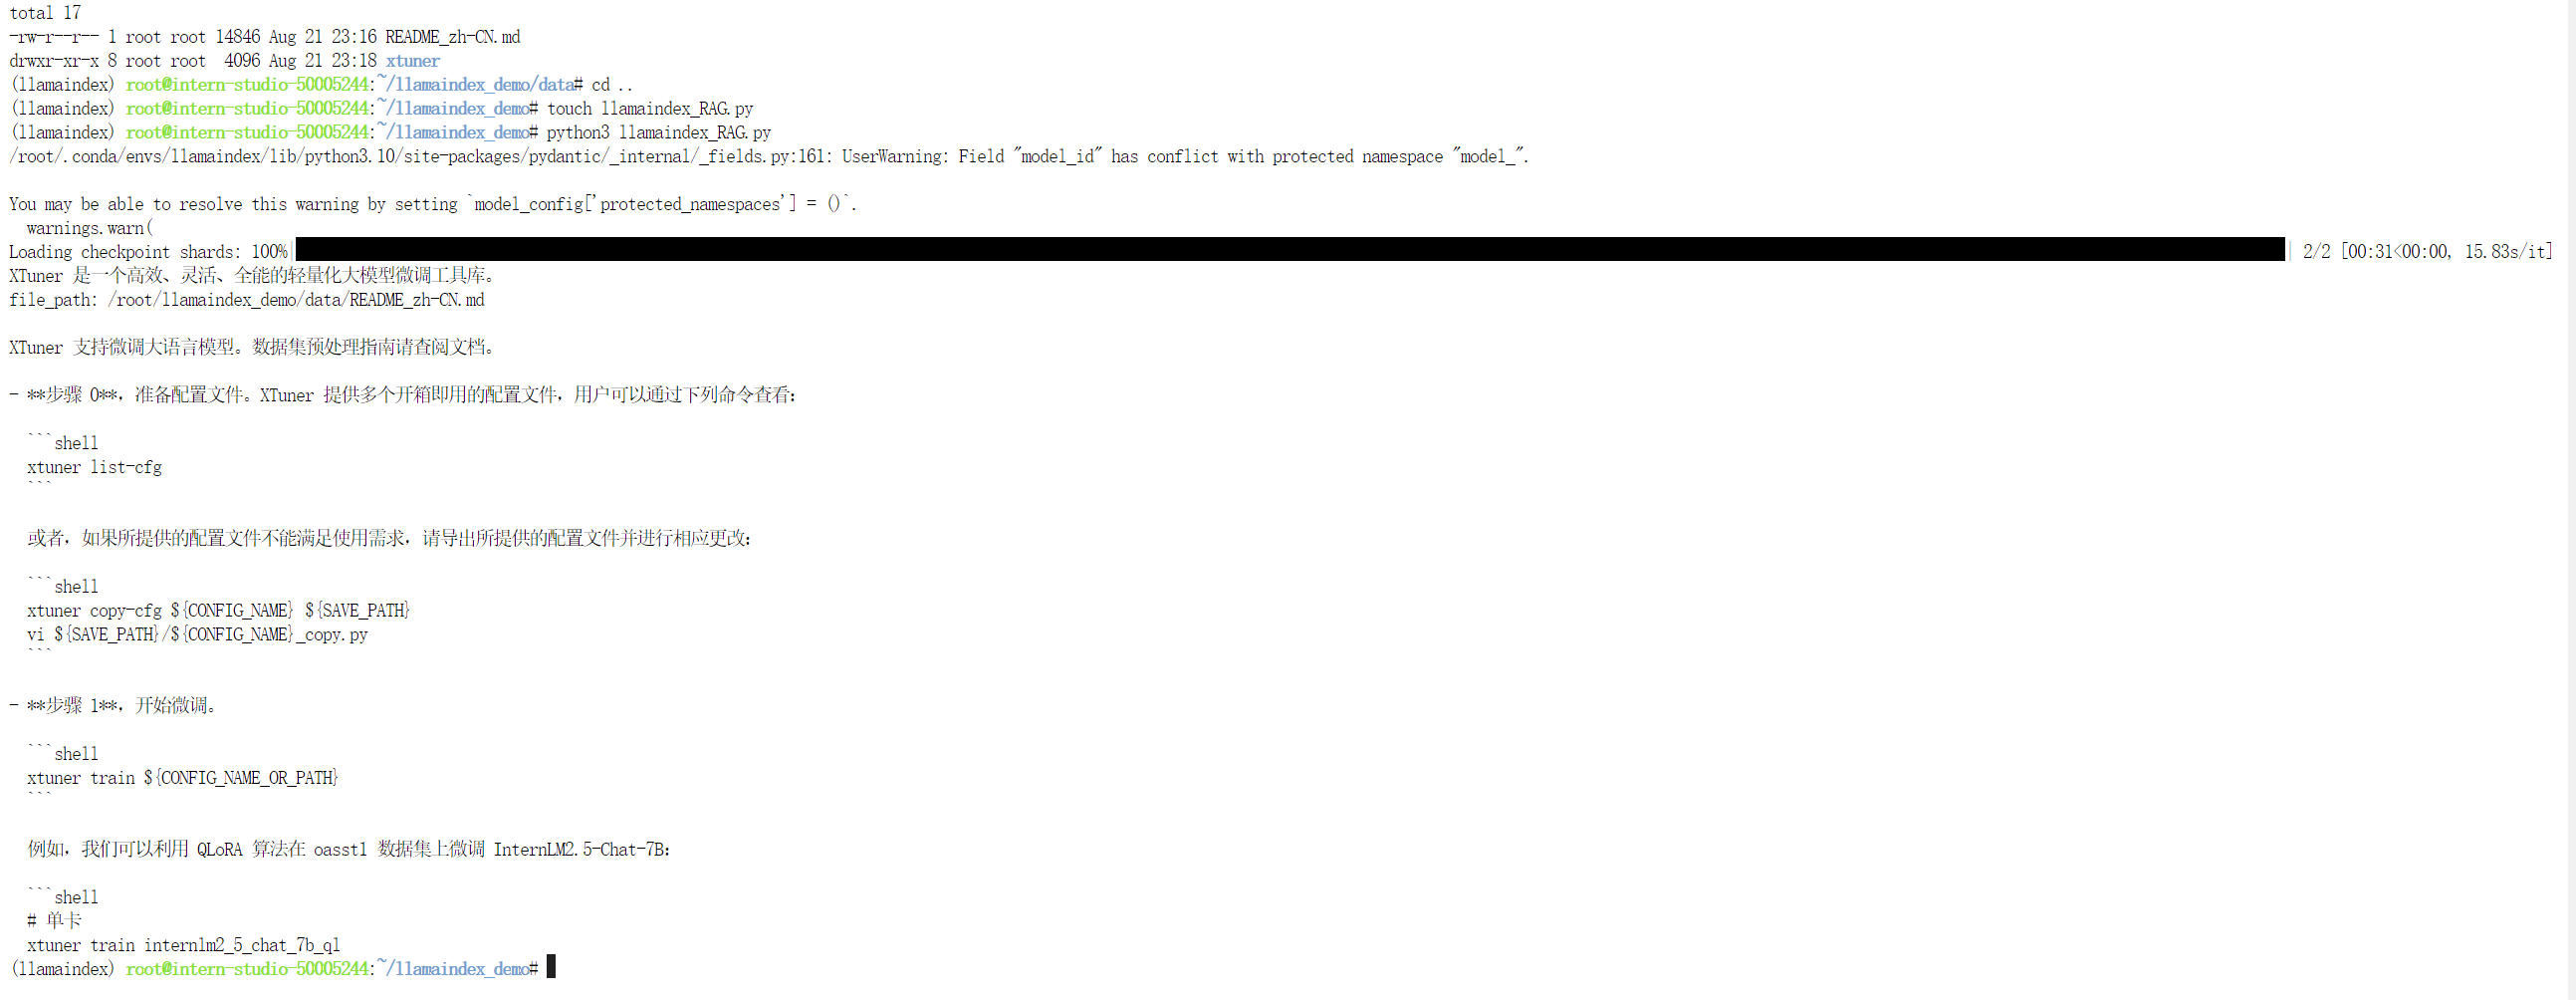 total 17
-rw-r--r-- 1 root root 14846 Aug 21 23:16 README_zh-CN.md
drwxr-xr-x 8 root root  4096 Aug 21 23:18 xtuner
(llamaindex) root@intern-studio-50005244:~/llamaindex_demo/data# cd ..
(llamaindex) root@intern-studio-50005244:~/llamaindex_demo# touch llamaindex_RAG.py
(llamaindex) root@intern-studio-50005244:~/llamaindex_demo# python3 llamaindex_RAG.py
/root/.conda/envs/llamaindex/lib/python3.10/site-packages/pydantic/_internal/_fields.py:161: UserWarning: Field "model_id" has conflict with protected namespace "model_".
You may be able to resolve this warning by setting `model_config['protected_namespaces'] = ()`.
  warnings.warn(
Loading checkpoint shards: 100%| | 2/2 [00:31<00:00, 15.83s/it]
XTuner 是一个高效、灵活、全能的轻量化大模型微调工具库。
file_path: /root/llamaindex_demo/data/README_zh-CN.md
XTuner 支持微调大语言模型。数据集预处理指南请查阅文档。
- **步骤 0**，准备配置文件。XTuner 提供多个开箱即用的配置文件，用户可以通过下列命令查看：
  ```shell
  xtuner list-cfg
  ```
  或者，如果所提供的配置文件不能满足使用需求，请导出所提供的配置文件并进行相应更改：
  ```shell
  xtuner copy-cfg ${CONFIG_NAME} ${SAVE_PATH}
  vi ${SAVE_PATH}/${CONFIG_NAME}_copy.py
  ```
- **步骤 1**，开始微调。
  ```shell
  xtuner train ${CONFIG_NAME_OR_PATH}
  ```
  例如，我们可以利用 QLoRA 算法在 oasst1 数据集上微调 InternLM2.5-Chat-7B：
  ```shell
  # 单卡
  xtuner train internlm2_5_chat_7b_ql
(llamaindex) root@intern-studio-50005244:~/llamaindex_demo#